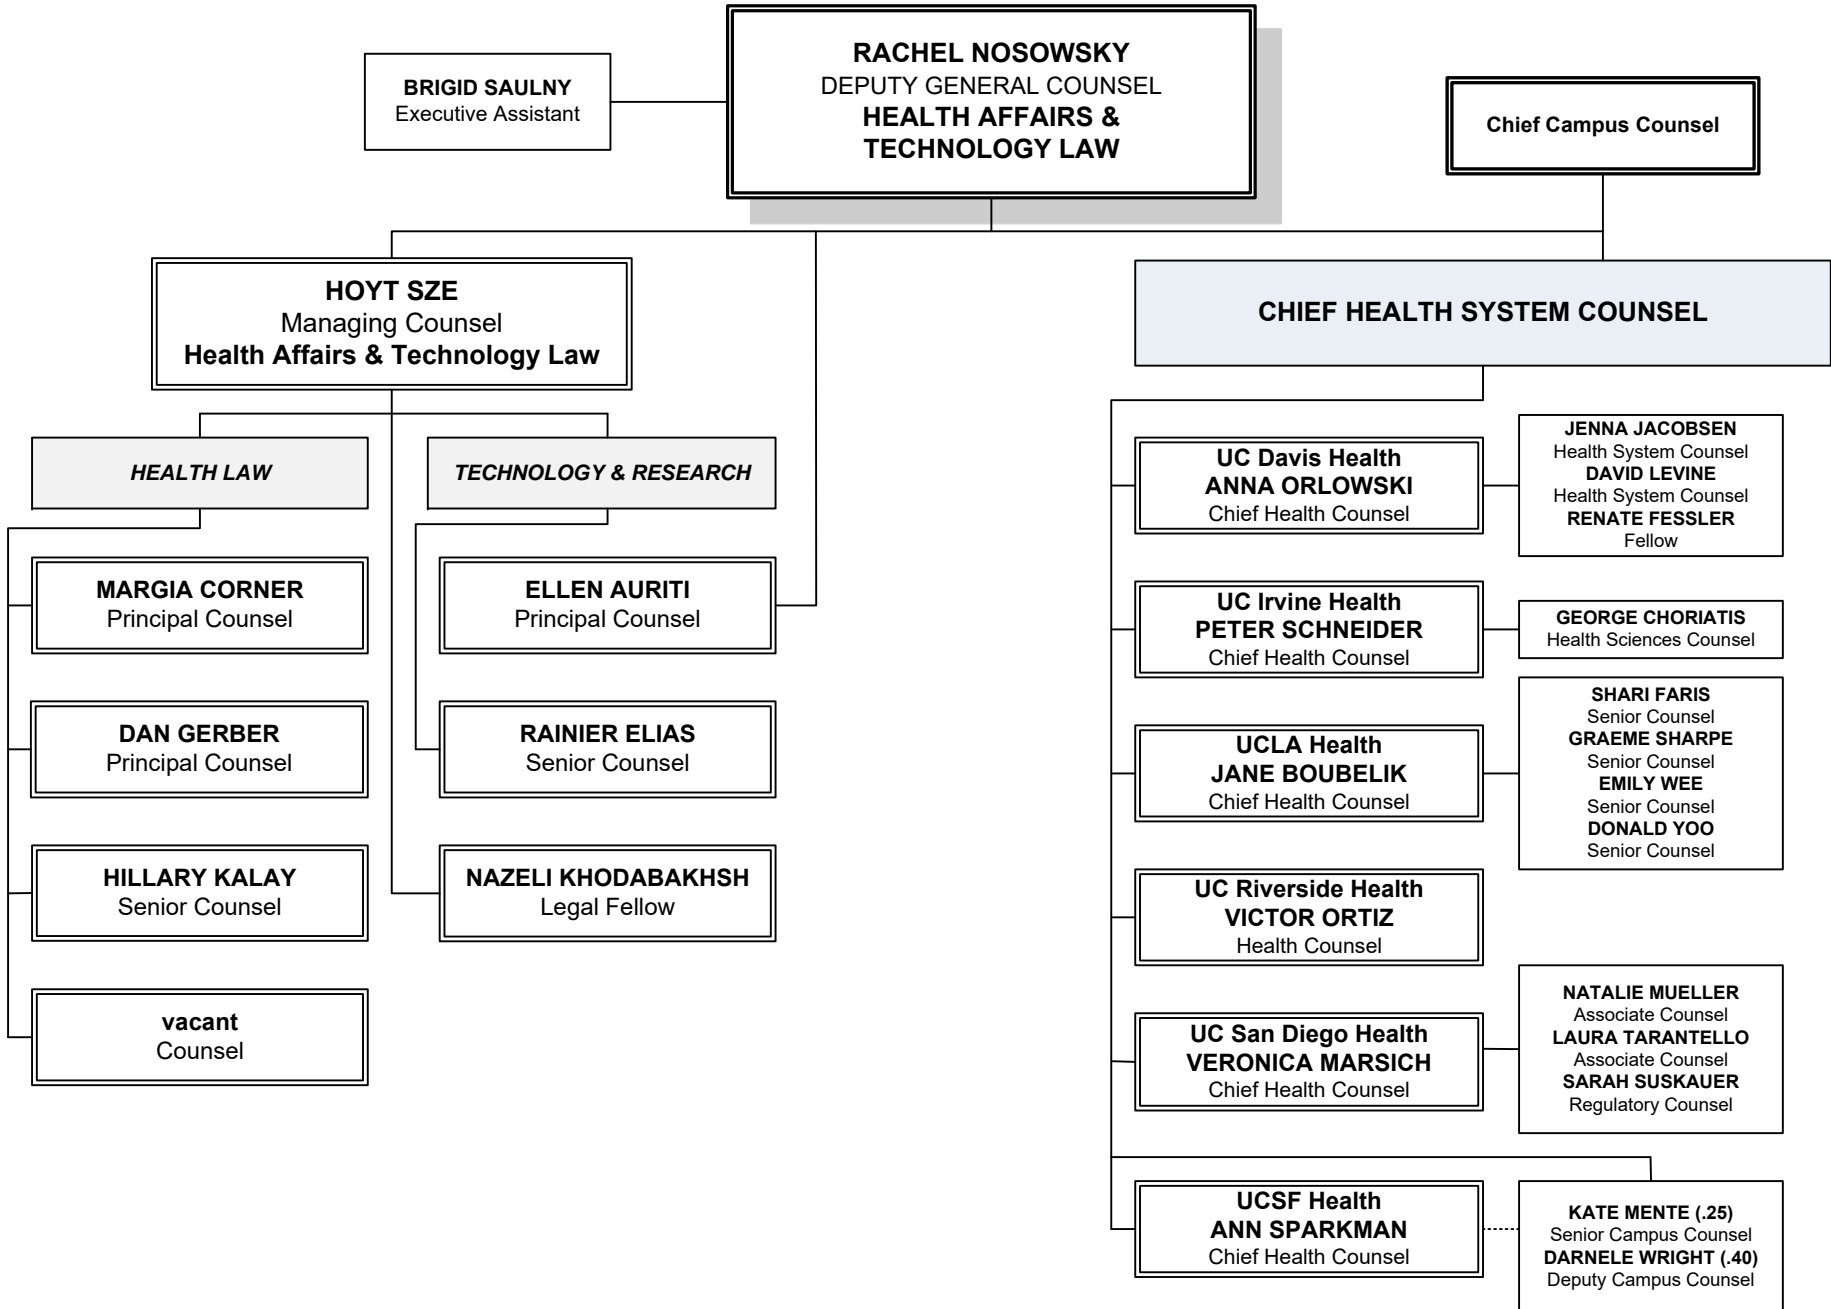 BRIGID SAULNY
Executive Assistant
RACHEL NOSOWSKY
DEPUTY GENERAL COUNSEL
HEALTH AFFAIRS &
TECHNOLOGY LAW
Chief Campus Counsel
HOYT SZE
Managing Counsel
Health Affairs & Technology Law
HEALTH LAW
MARGIA CORNER
Principal Counsel
DAN GERBER
Principal Counsel
HILLARY KALAY
Senior Counsel
vacant
Counsel
TECHNOLOGY & RESEARCH
ELLEN AURITI
Principal Counsel
RAINIER ELIAS
Senior Counsel
NAZELI KHODABAKHSH
Legal Fellow
CHIEF HEALTH SYSTEM COUNSEL
UC Davis Health
ANNA ORLOWSKI
Chief Health Counsel
JENNA JACOBSEN
Health System Counsel
DAVID LEVINE
Health System Counsel
RENATE FESSLER
Fellow
UC Irvine Health
PETER SCHNEIDER
Chief Health Counsel
GEORGE CHORIATIS
Health Sciences Counsel
UCLA Health
JANE BOUBELIK
Chief Health Counsel
SHARI FARIS
Senior Counsel
GRAEME SHARPE
Senior Counsel
EMILY WEE
Senior Counsel
DONALD YOO
Senior Counsel
UC Riverside Health
VICTOR ORTIZ
Health Counsel
UC San Diego Health
VERONICA MARSICH
Chief Health Counsel
NATALIE MUELLER
Associate Counsel
LAURA TARANTELLO
Associate Counsel
SARAH SUSKAUER
Regulatory Counsel
UCSF Health
ANN SPARKMAN
Chief Health Counsel
KATE MENTE (.25)
Senior Campus Counsel
DARNELE WRIGHT (.40)
Deputy Campus Counsel